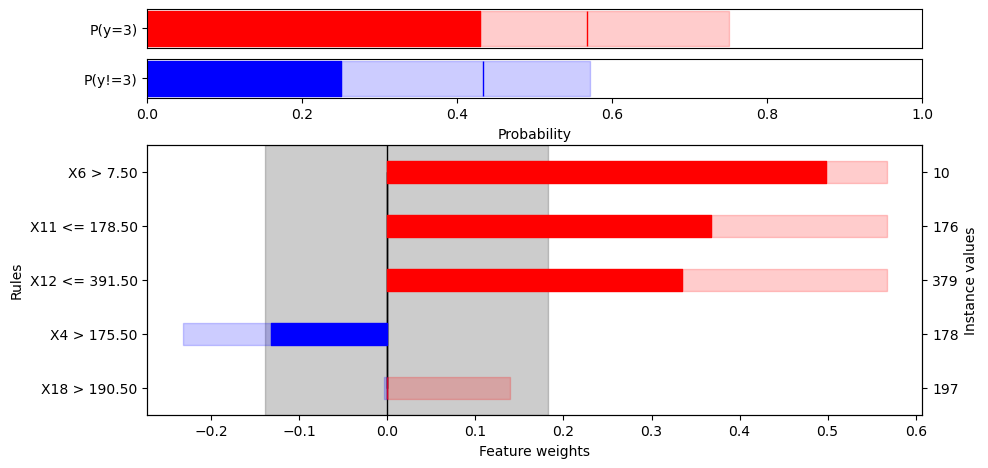 P(y=3)
P(y!=3)
0.0 0.2 0.4 0.6 0.8 1.0
Probability
X6 > 7.50 10
X11 <= 178.50 176
X12 <= 391.50 379
X4 > 175.50 178
X18 > 190.50 197
Rules
Instance values
−0.2 −0.1 0.0 0.1 0.2 0.3 0.4 0.5 0.6
Feature weights